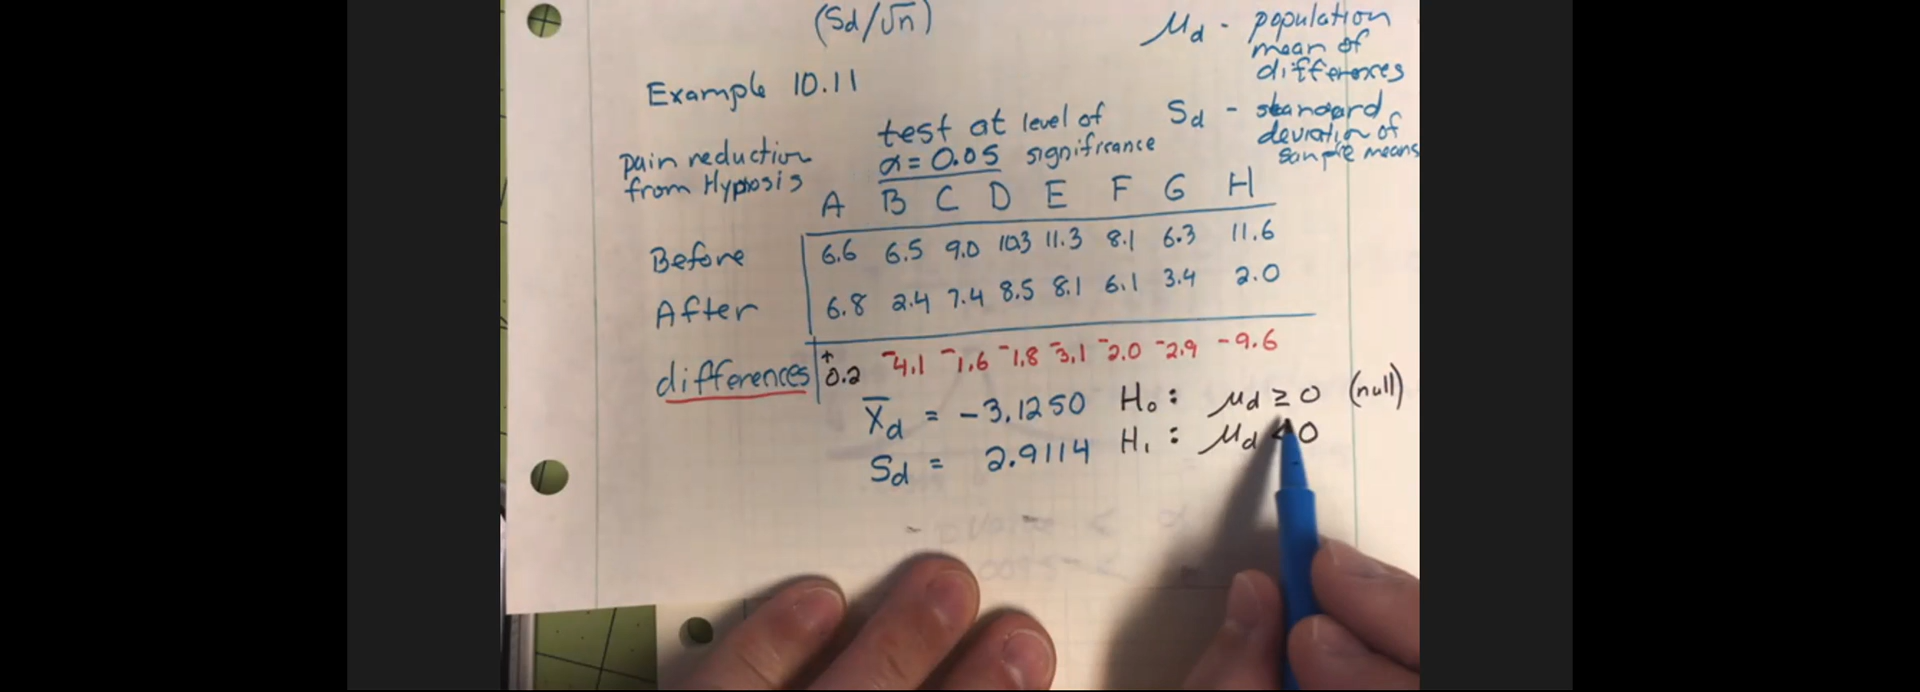 (Sd/√n)
μd - population
mean of
differences
Example 10.11
test at level of
α = 0.05 significance
Sd - standard
deviation of
sample means
pain reduction
from Hypnosis
A B C D E F G H
Before 6.6 6.5 9.0 10.3 11.3 8.1 6.3 11.6
After 6.8 2.4 7.4 8.5 8.1 6.1 3.4 2.0
differences +0.2 -4.1 -1.6 -1.8 -3.1 -2.0 -2.9 -9.6
X̄d = -3.1250 H₀: μd ≥ 0 (null)
Sd = 2.9114 H₁: μd < 0